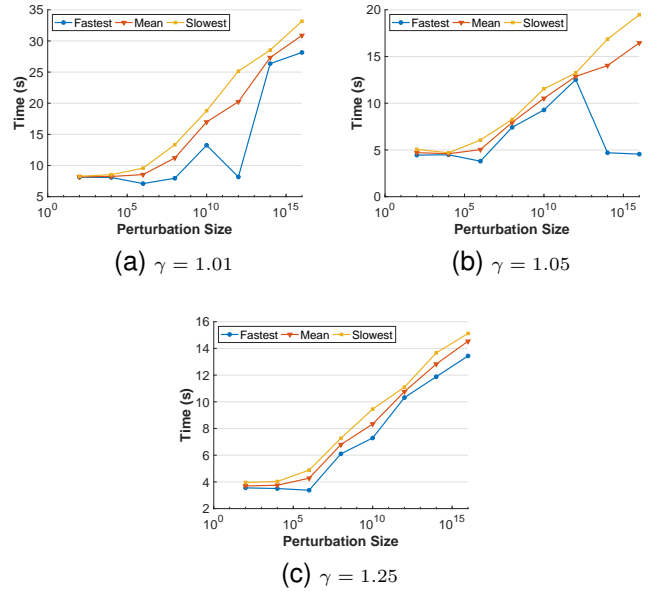 Fastest Mean Slowest
35
30
25
20
15
10
5
Time (s)
10^0 10^5 10^10 10^15
Perturbation Size
(a) γ = 1.01
Fastest Mean Slowest
20
15
10
5
0
Time (s)
10^0 10^5 10^10 10^15
Perturbation Size
(b) γ = 1.05
Fastest Mean Slowest
16
14
12
10
8
6
4
2
Time (s)
10^0 10^5 10^10 10^15
Perturbation Size
(c) γ = 1.25